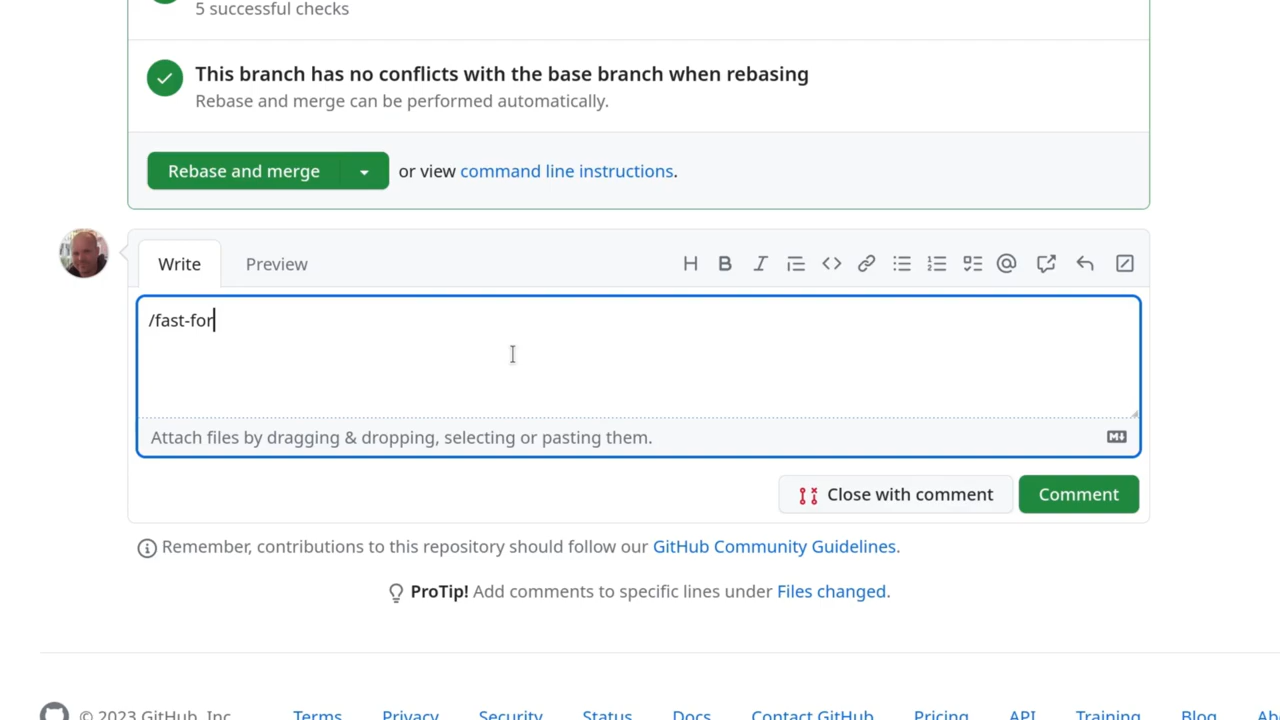 5 successful checks
This branch has no conflicts with the base branch when rebasing
Rebase and merge can be performed automatically.
Rebase and merge or view command line instructions.
Write Preview
/fast-for
Attach files by dragging & dropping, selecting or pasting them.
Close with comment Comment
Remember, contributions to this repository should follow our GitHub Community Guidelines.
ProTip! Add comments to specific lines under Files changed.
© 2023 GitHub, Inc. Terms Privacy Security Status Docs Contact GitHub Pricing API Training Blog Ab